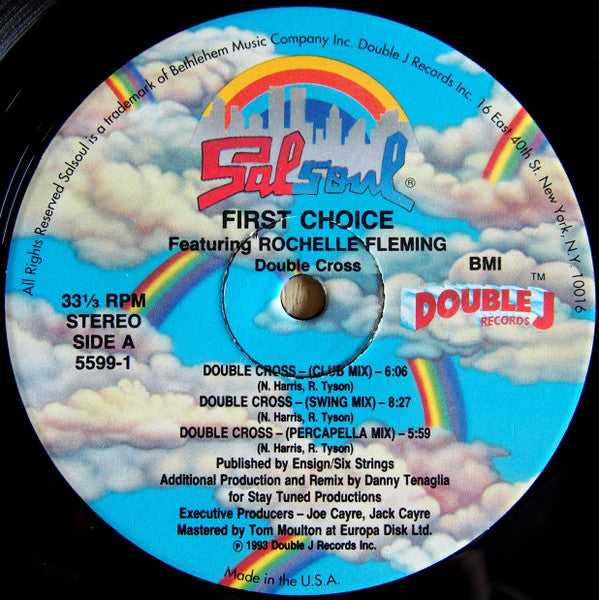 All Rights Reserved Salsoul is a trademark of Bethlehem Music Company Inc. Double J Records Inc. 16 East 40th St. New York, N.Y. 10016
Salsoul®
FIRST CHOICE
Featuring ROCHELLE FLEMING
Double Cross
BMI
33⅓ RPM
STEREO
SIDE A
5599-1
DOUBLE J™
RECORDS
DOUBLE CROSS – (CLUB MIX) – 6:06
(N. Harris, R. Tyson)
DOUBLE CROSS – (SWING MIX) – 8:27
(N. Harris, R. Tyson)
DOUBLE CROSS – (PERCAPELLA MIX) – 5:59
(N. Harris, R. Tyson)
Published by Ensign/Six Strings
Additional Production and Remix by Danny Tenaglia
for Stay Tuned Productions
Executive Producers – Joe Cayre, Jack Cayre
Mastered by Tom Moulton at Europa Disk Ltd.
℗ 1993 Double J Records Inc.
Made in the U.S.A.